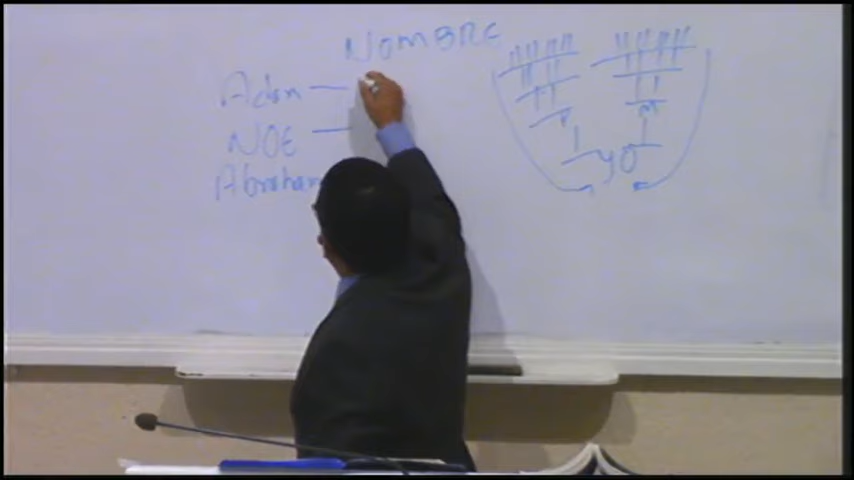 NOMBRE
Adan —
NOE —
Abraham
yo